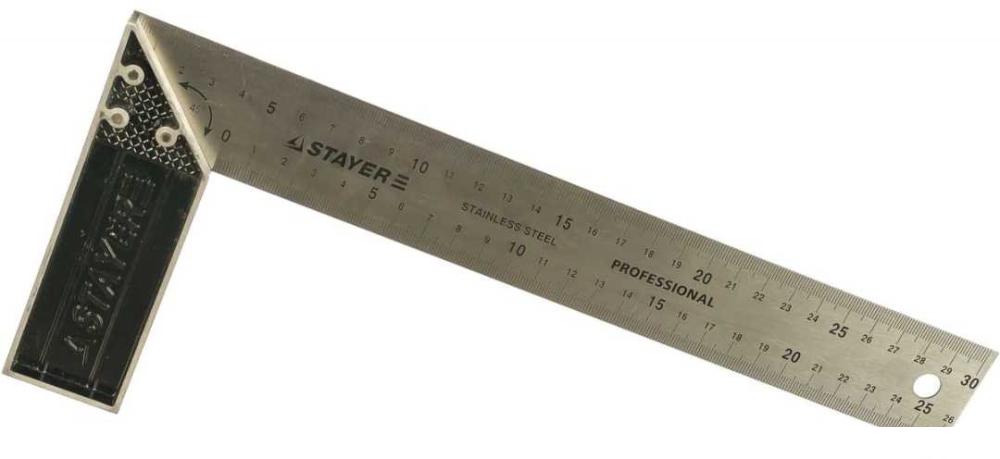 2 3 4 5 6 7 8 9 10 11 12 13 14 15 16 17 18 19 20 21 22 23 24 25 26 27 28 29 30
45
STAYER
STAINLESS STEEL
PROFESSIONAL
0 1 2 3 4 5 6 7 8 9 10 11 12 13 14 15 16 17 18 19 20 21 22 23 24 25 26
STAYER